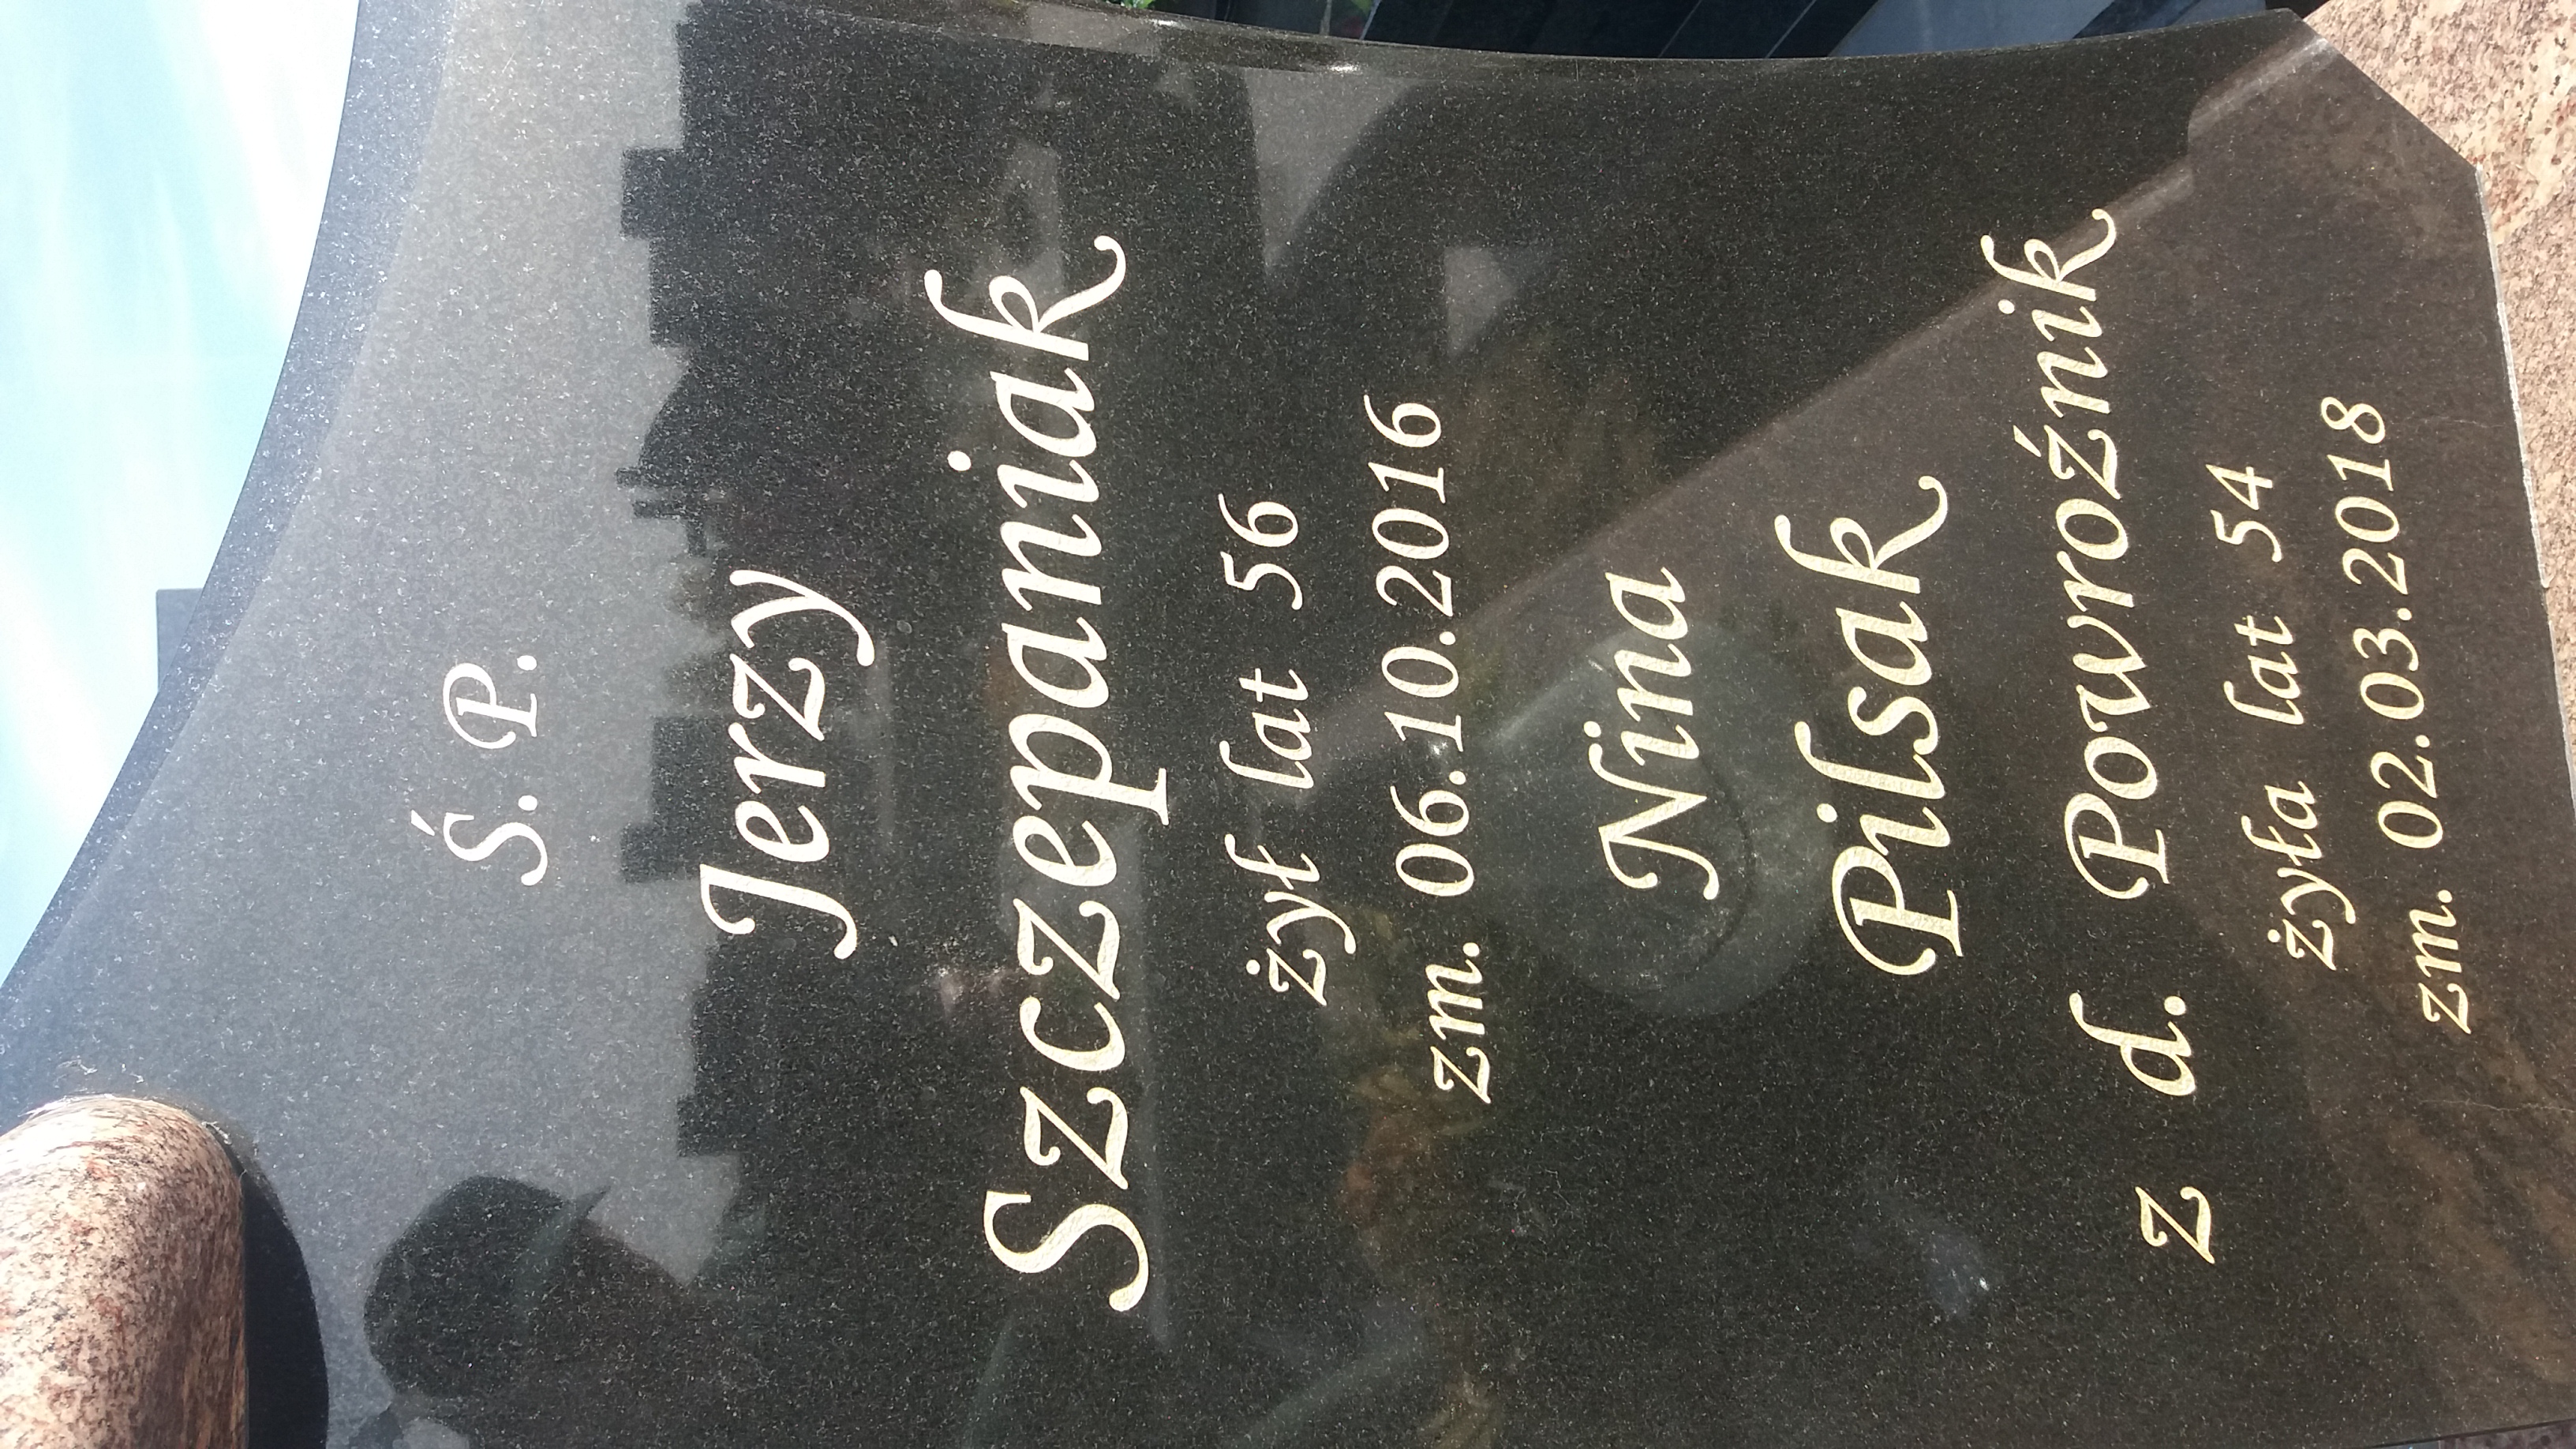 Ś. P.
Jerzy
Szczepaniak
żył lat 56
zm. 06.10.2016
Nina
Pilsak
z d. Powroźnik
żyła lat 54
zm. 02.03.2018